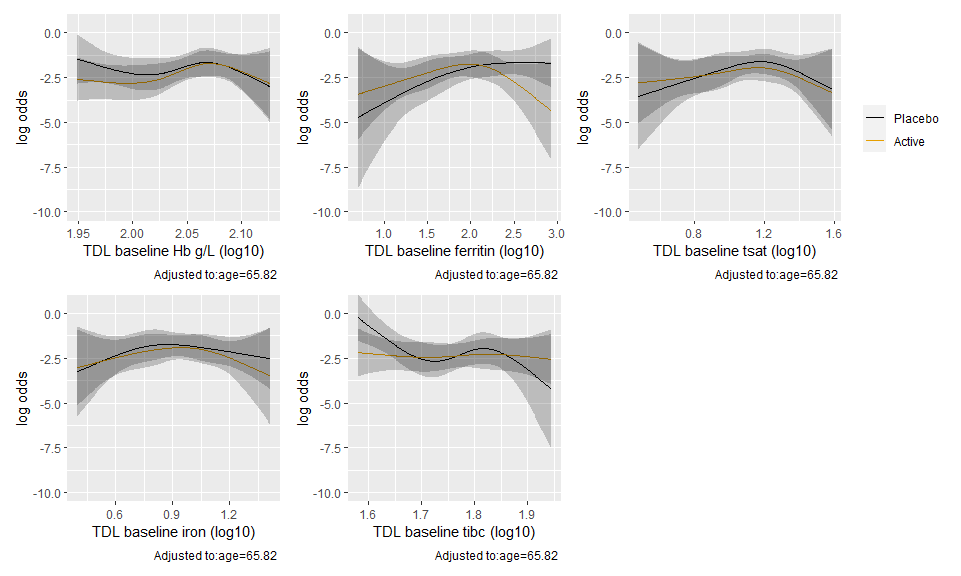 0.0
-2.5
-5.0
-7.5
-10.0
log odds
1.95 2.00 2.05 2.10
TDL baseline Hb g/L (log10)
Adjusted to:age=65.82
0.0
-2.5
-5.0
-7.5
-10.0
log odds
1.0 1.5 2.0 2.5 3.0
TDL baseline ferritin (log10)
Adjusted to:age=65.82
0.0
-2.5
-5.0
-7.5
-10.0
log odds
0.8 1.2 1.6
TDL baseline tsat (log10)
Adjusted to:age=65.82
Placebo
Active
0.0
-2.5
-5.0
-7.5
-10.0
log odds
0.6 0.9 1.2
TDL baseline iron (log10)
Adjusted to:age=65.82
0.0
-2.5
-5.0
-7.5
-10.0
log odds
1.6 1.7 1.8 1.9
TDL baseline tibc (log10)
Adjusted to:age=65.82